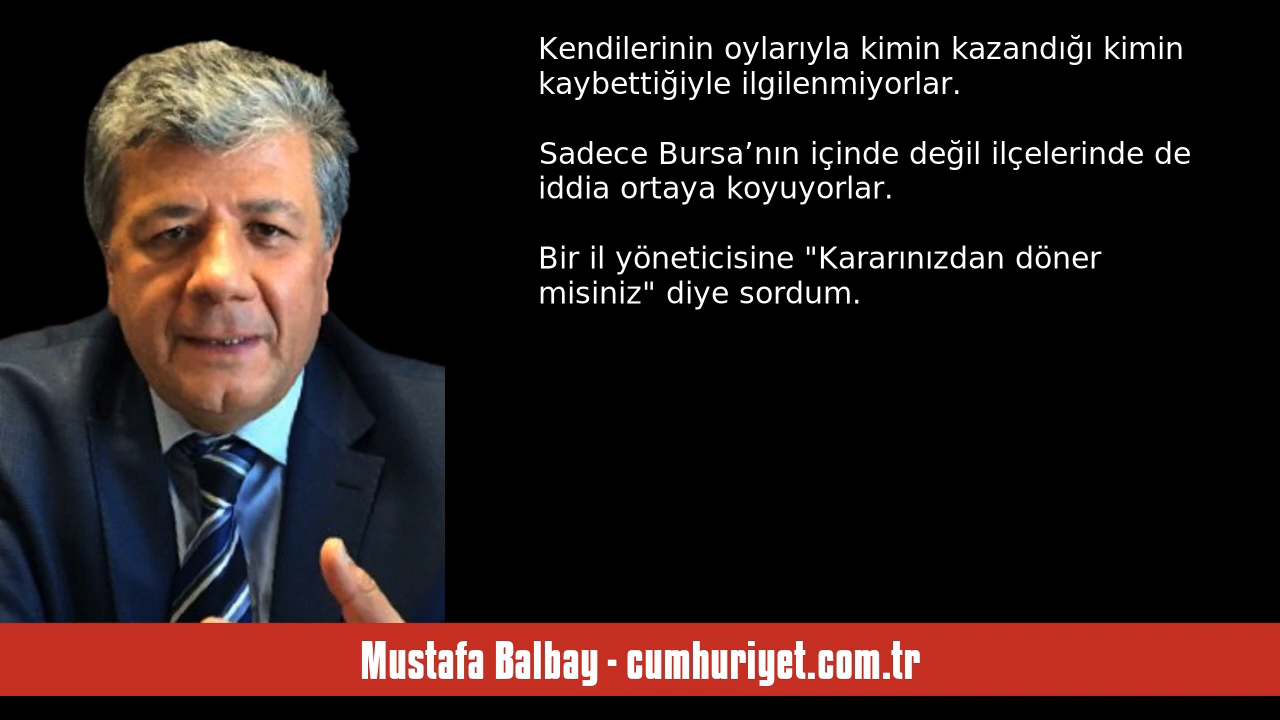 Kendilerinin oylarıyla kimin kazandığı kimin
kaybettiğiyle ilgilenmiyorlar.
Sadece Bursa’nın içinde değil ilçelerinde de
iddia ortaya koyuyorlar.
Bir il yöneticisine "Kararınızdan döner
misiniz" diye sordum.
Mustafa Balbay - cumhuriyet.com.tr